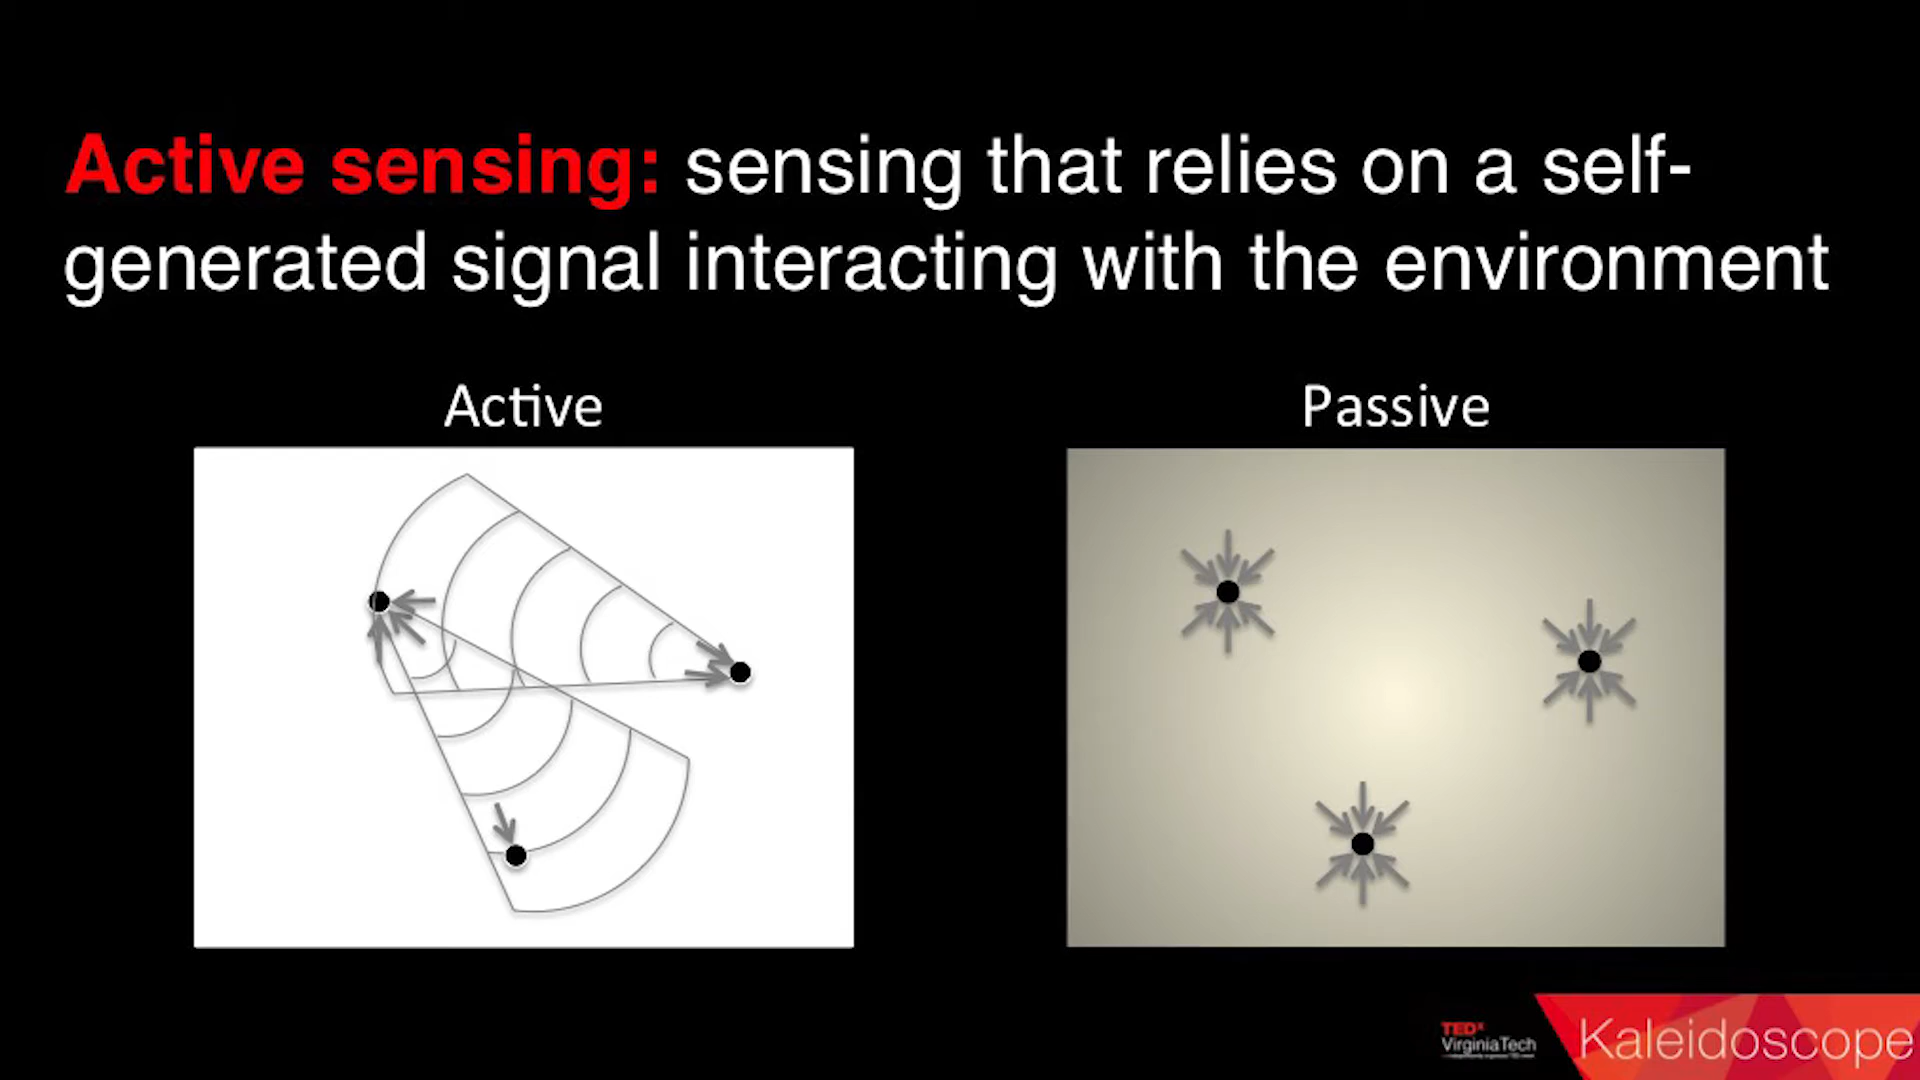 Active sensing: sensing that relies on a self-
generated signal interacting with the environment
Active
Passive
TEDx
VirginiaTech
Kaleidoscope